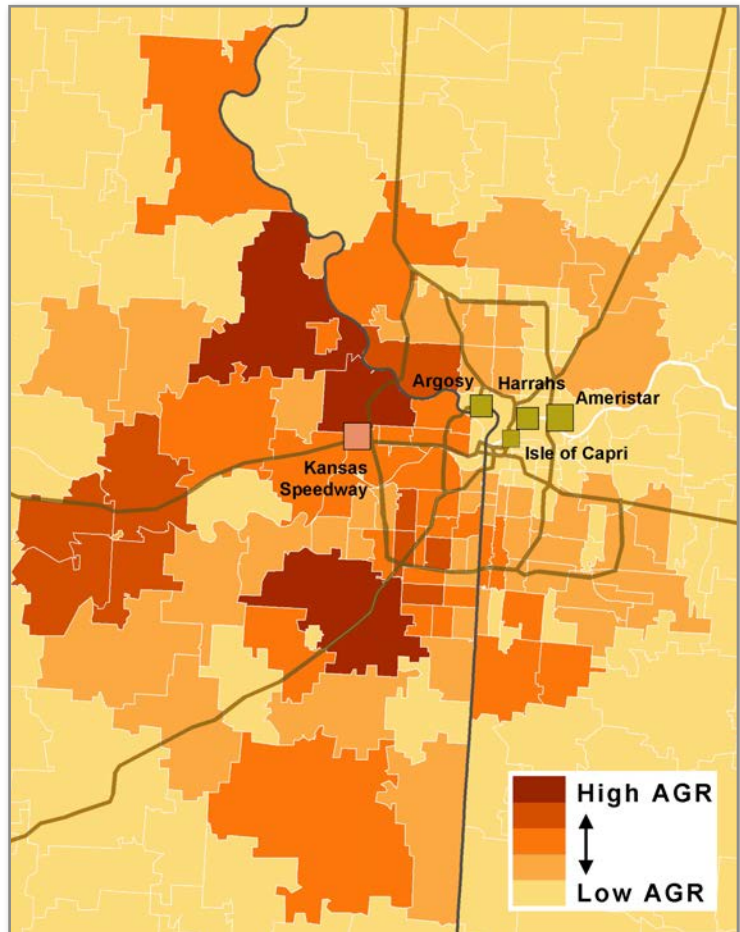 Argosy
Harrahs
Ameristar
Isle of Capri
Kansas
Speedway
High AGR
Low AGR